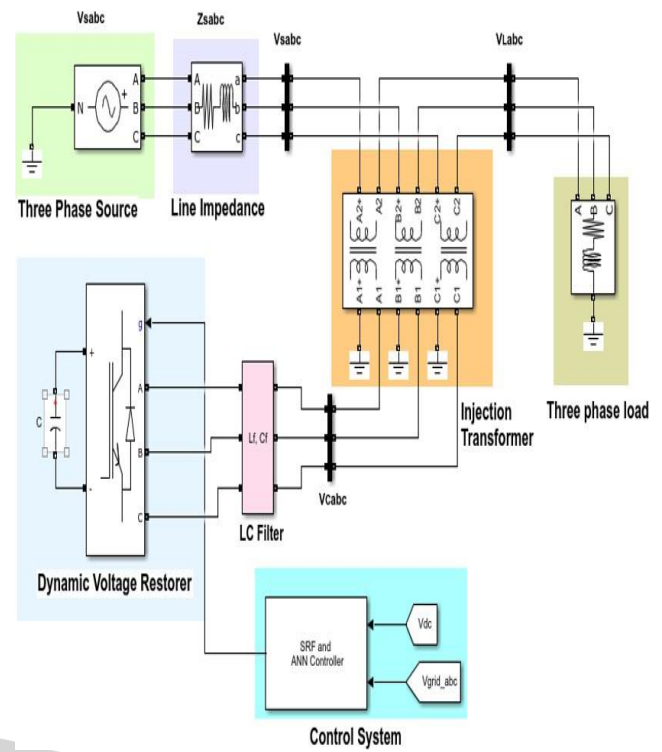 Vsabc
Zsabc
Vsabc
VLabc
N
+
A
B
C
A
B
C
a
b
c
Three Phase Source
Line Impedance
A2+
A2
B2+
B2
C2+
C2
A1+
A1
B1+
B1
C1+
C1
A
B
C
Injection
Transformer
Three phase load
g
+
-
A
B
C
+
C
Lf, Cf
LC Filter
Vcabc
Dynamic Voltage Restorer
SRF and
ANN Controller
Vdc
Vgrid_abc
Control System